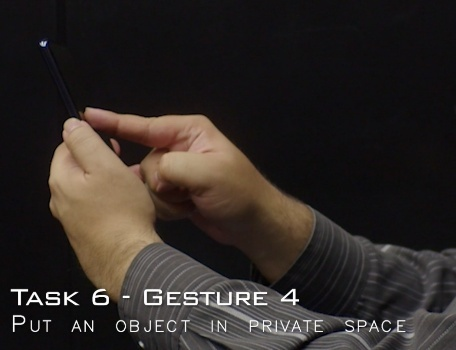 Task 6 - Gesture 4
Put an object in private space